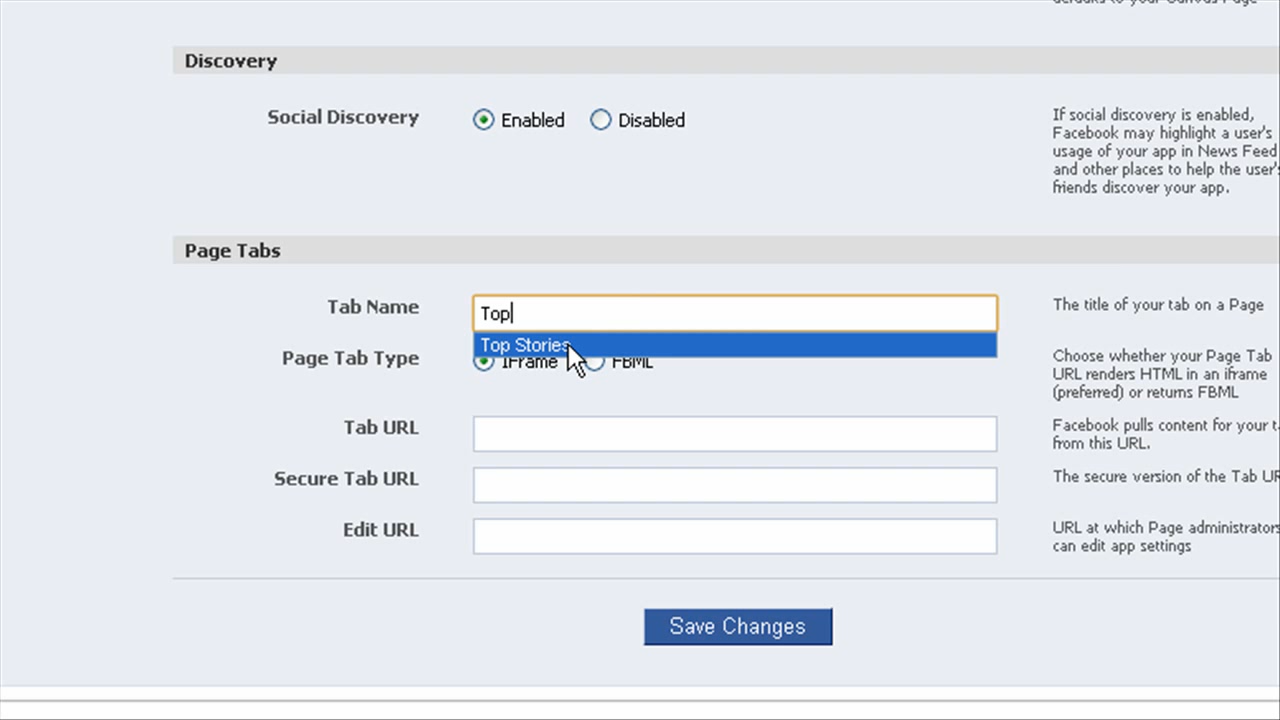 Discovery
Social Discovery
Enabled
Disabled
If social discovery is enabled,
Facebook may highlight a user's
usage of your app in News Feed
and other places to help the user's
friends discover your app.
Page Tabs
Tab Name
Top
The title of your tab on a Page
Top Stories
Page Tab Type
IFrame
FBML
Choose whether your Page Tab
URL renders HTML in an iframe
(preferred) or returns FBML
Tab URL
Facebook pulls content for your
from this URL.
Secure Tab URL
The secure version of the Tab
Edit URL
URL at which Page administrators
can edit app settings
Save Changes